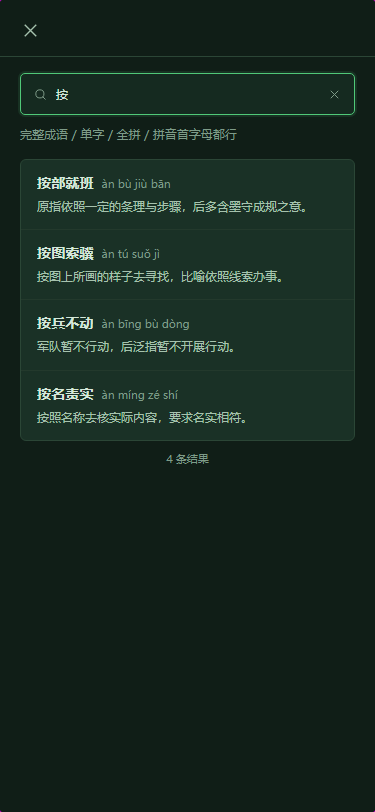 按
完整成语 / 单字 / 全拼 / 拼音首字母都行
按部就班 àn bù jiù bān
原指依照一定的条理与步骤，后多含墨守成规之意。
按图索骥 àn tú suǒ jì
按图上所画的样子去寻找，比喻依照线索办事。
按兵不动 àn bīng bù dòng
军队暂不行动，后泛指暂不开展行动。
按名责实 àn míng zé shí
按照名称去核实际内容，要求名实相符。
4 条结果